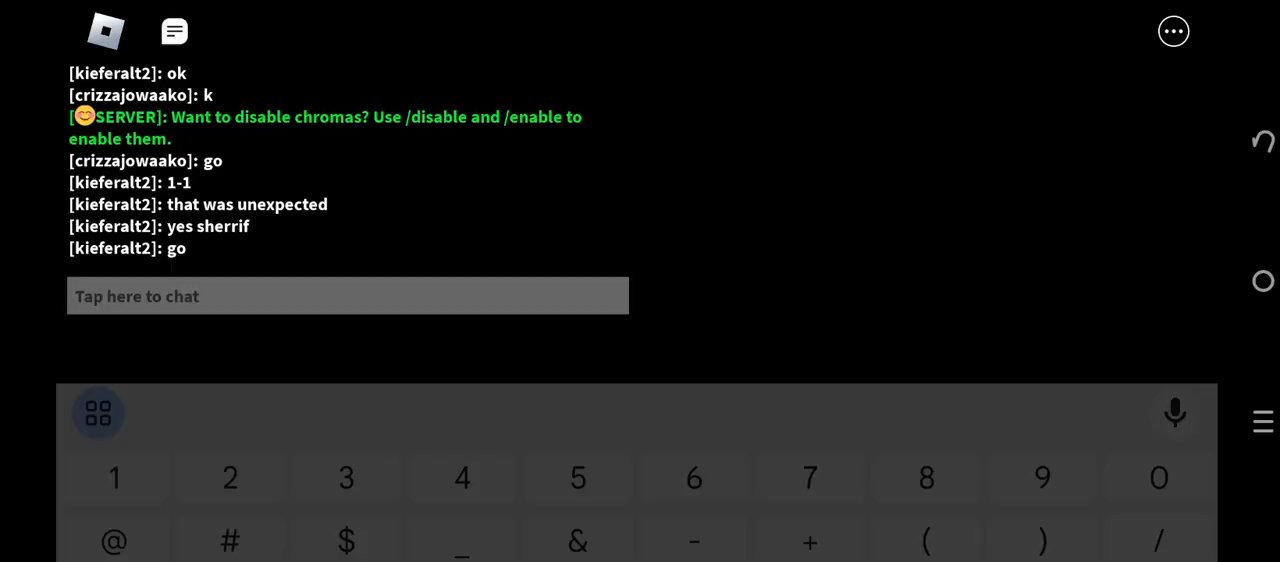 [kieferalt2]: ok
[crizzajowaako]: k
[😊SERVER]: Want to disable chromas? Use /disable and /enable to
enable them.
[crizzajowaako]: go
[kieferalt2]: 1-1
[kieferalt2]: that was unexpected
[kieferalt2]: yes sherrif
[kieferalt2]: go
Tap here to chat
1 2 3 4 5 6 7 8 9 0
@ # $ _ & - + ( ) /